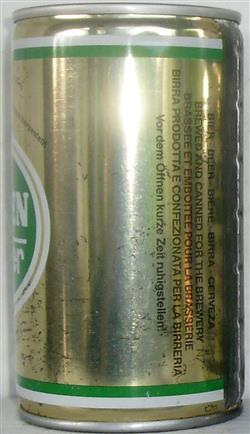 BIER · BEER · BIÈRE · BIRRA · CERVEZA
BREWED AND CANNED FOR THE BREWERY
BRASSÉE ET EMBOITÉE POUR LA BRASSERIE
BIRRA PRODOTTA E CONFEZIONATA PER LA BIRRERIA
Vor dem Öffnen kurze Zeit ruhigstellen!